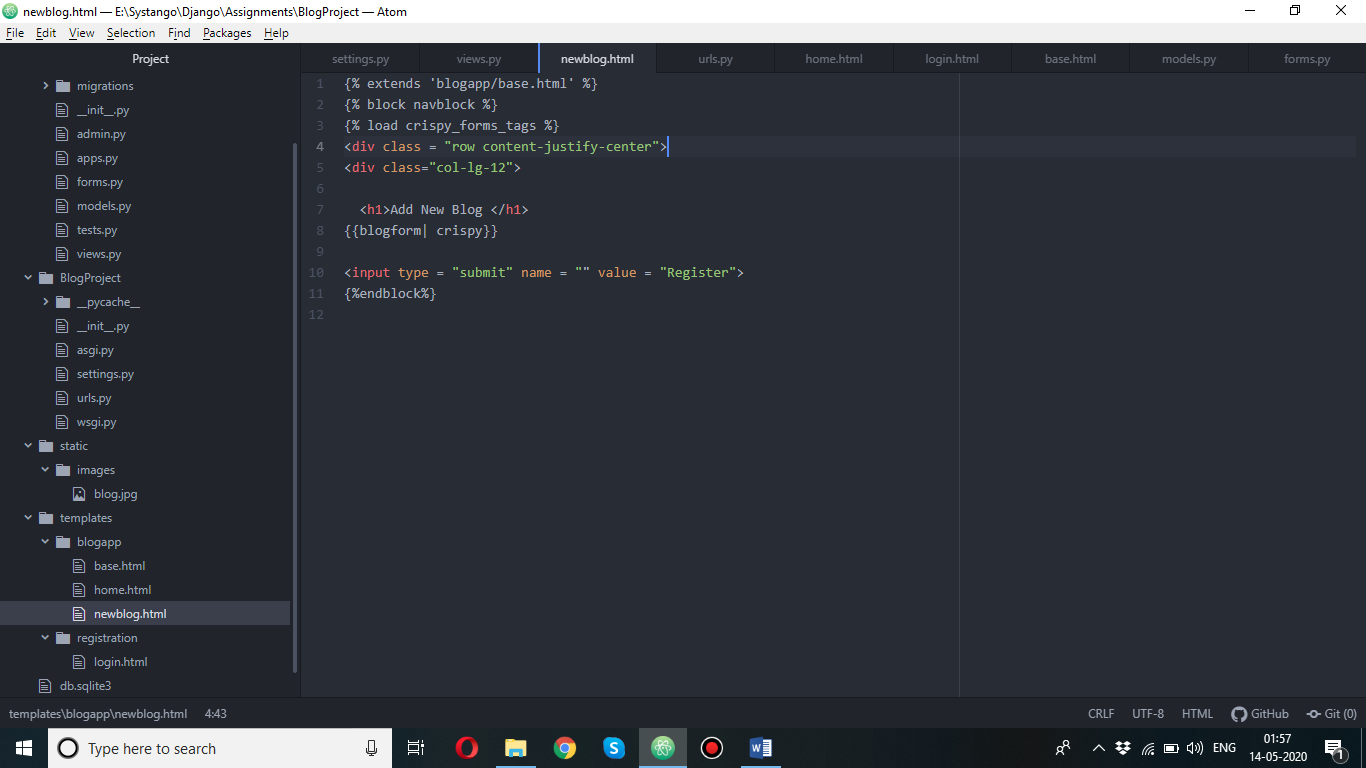 newblog.html — E:\Systango\Django\Assignments\BlogProject — Atom
File Edit View Selection Find Packages Help
Project
migrations
__init__.py
admin.py
apps.py
forms.py
models.py
tests.py
views.py
BlogProject
__pycache__
__init__.py
asgi.py
settings.py
urls.py
wsgi.py
static
images
blog.jpg
templates
blogapp
base.html
home.html
newblog.html
registration
login.html
db.sqlite3
settings.py views.py newblog.html urls.py home.html login.html base.html models.py forms.py
1 {% extends 'blogapp/base.html' %}
2 {% block navblock %}
3 {% load crispy_forms_tags %}
4 <div class = "row content-justify-center">
5 <div class="col-lg-12">
6
7 <h1>Add New Blog </h1>
8 {{blogform| crispy}}
9
10 <input type = "submit" name = "" value = "Register">
11 {%endblock%}
12
templates\blogapp\newblog.html 4:43 CRLF UTF-8 HTML GitHub Git (0)
Type here to search
W
S
ENG
01:57
14-05-2020
1